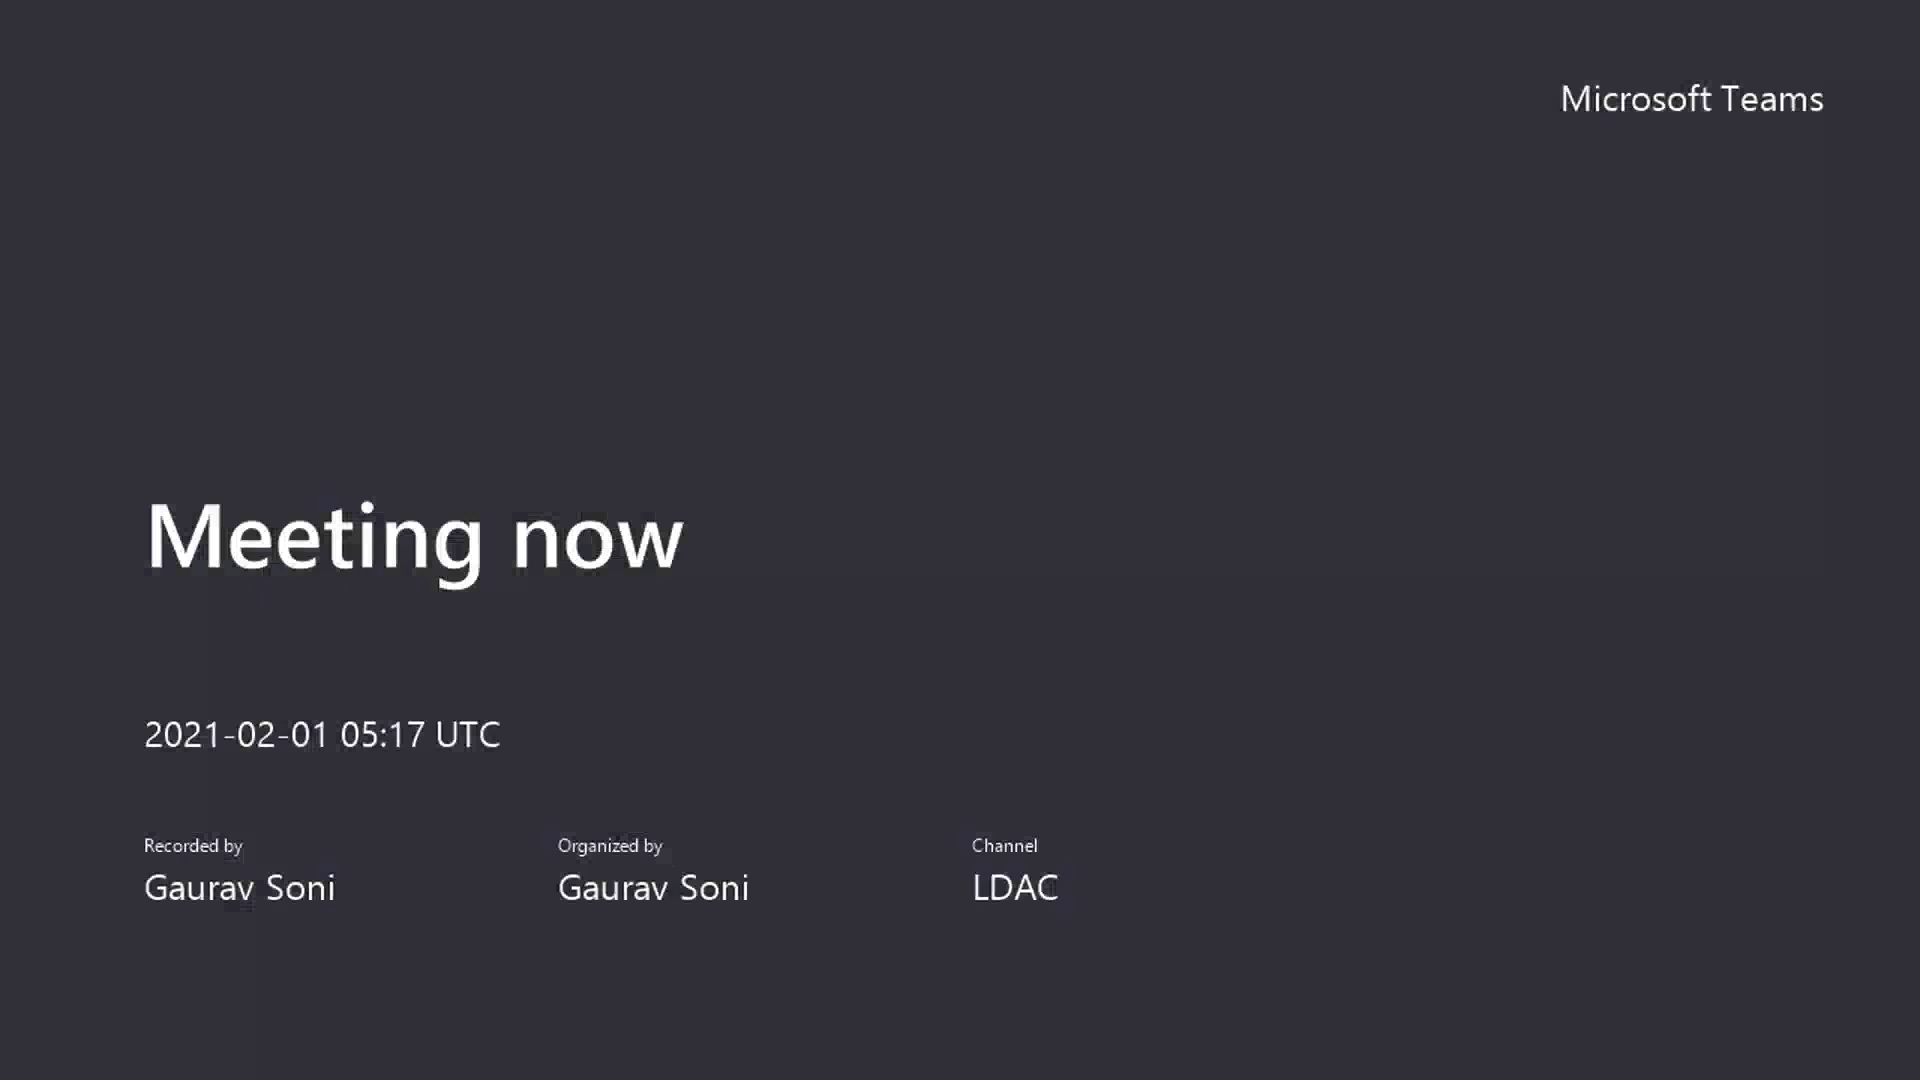 Microsoft Teams
Meeting now
2021-02-01 05:17 UTC
Recorded by
Gaurav Soni
Organized by
Gaurav Soni
Channel
LDAC